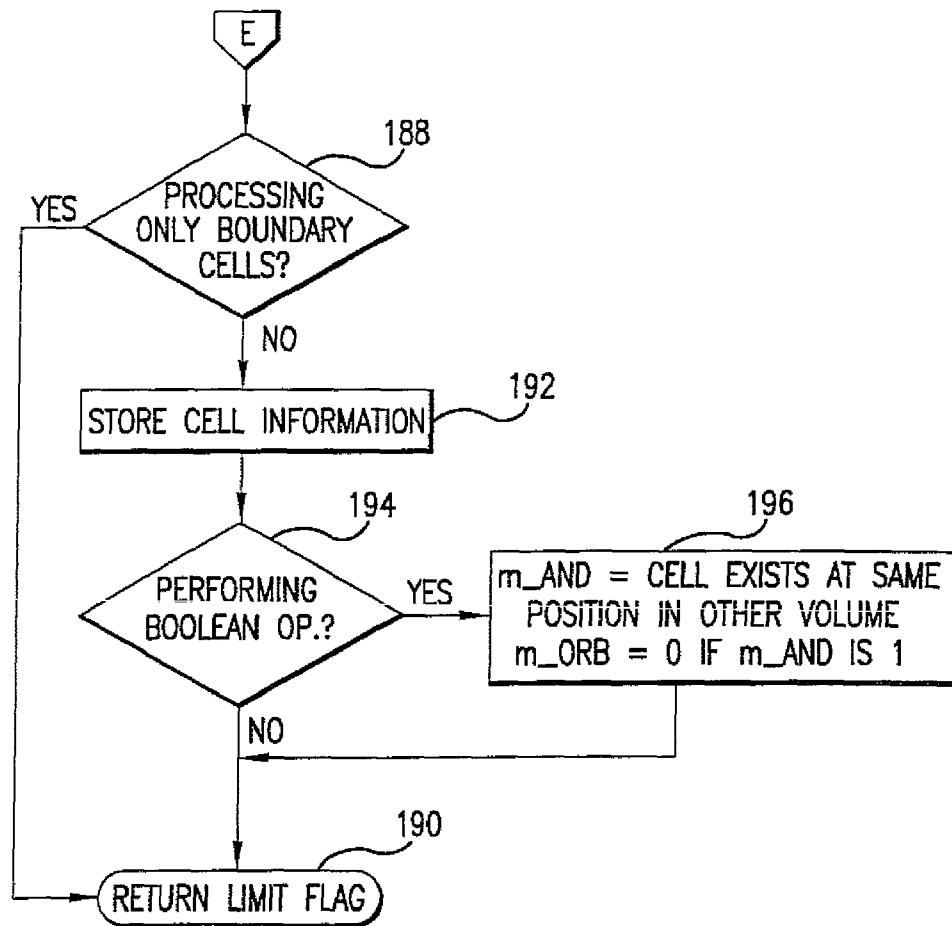 E
188
PROCESSING
ONLY BOUNDARY
CELLS?
YES
NO
192
STORE CELL INFORMATION
194
PERFORMING
BOOLEAN OP.?
YES
196
m_AND = CELL EXISTS AT SAME
POSITION IN OTHER VOLUME
m_ORB = 0 IF m_AND IS 1
NO
190
RETURN LIMIT FLAG